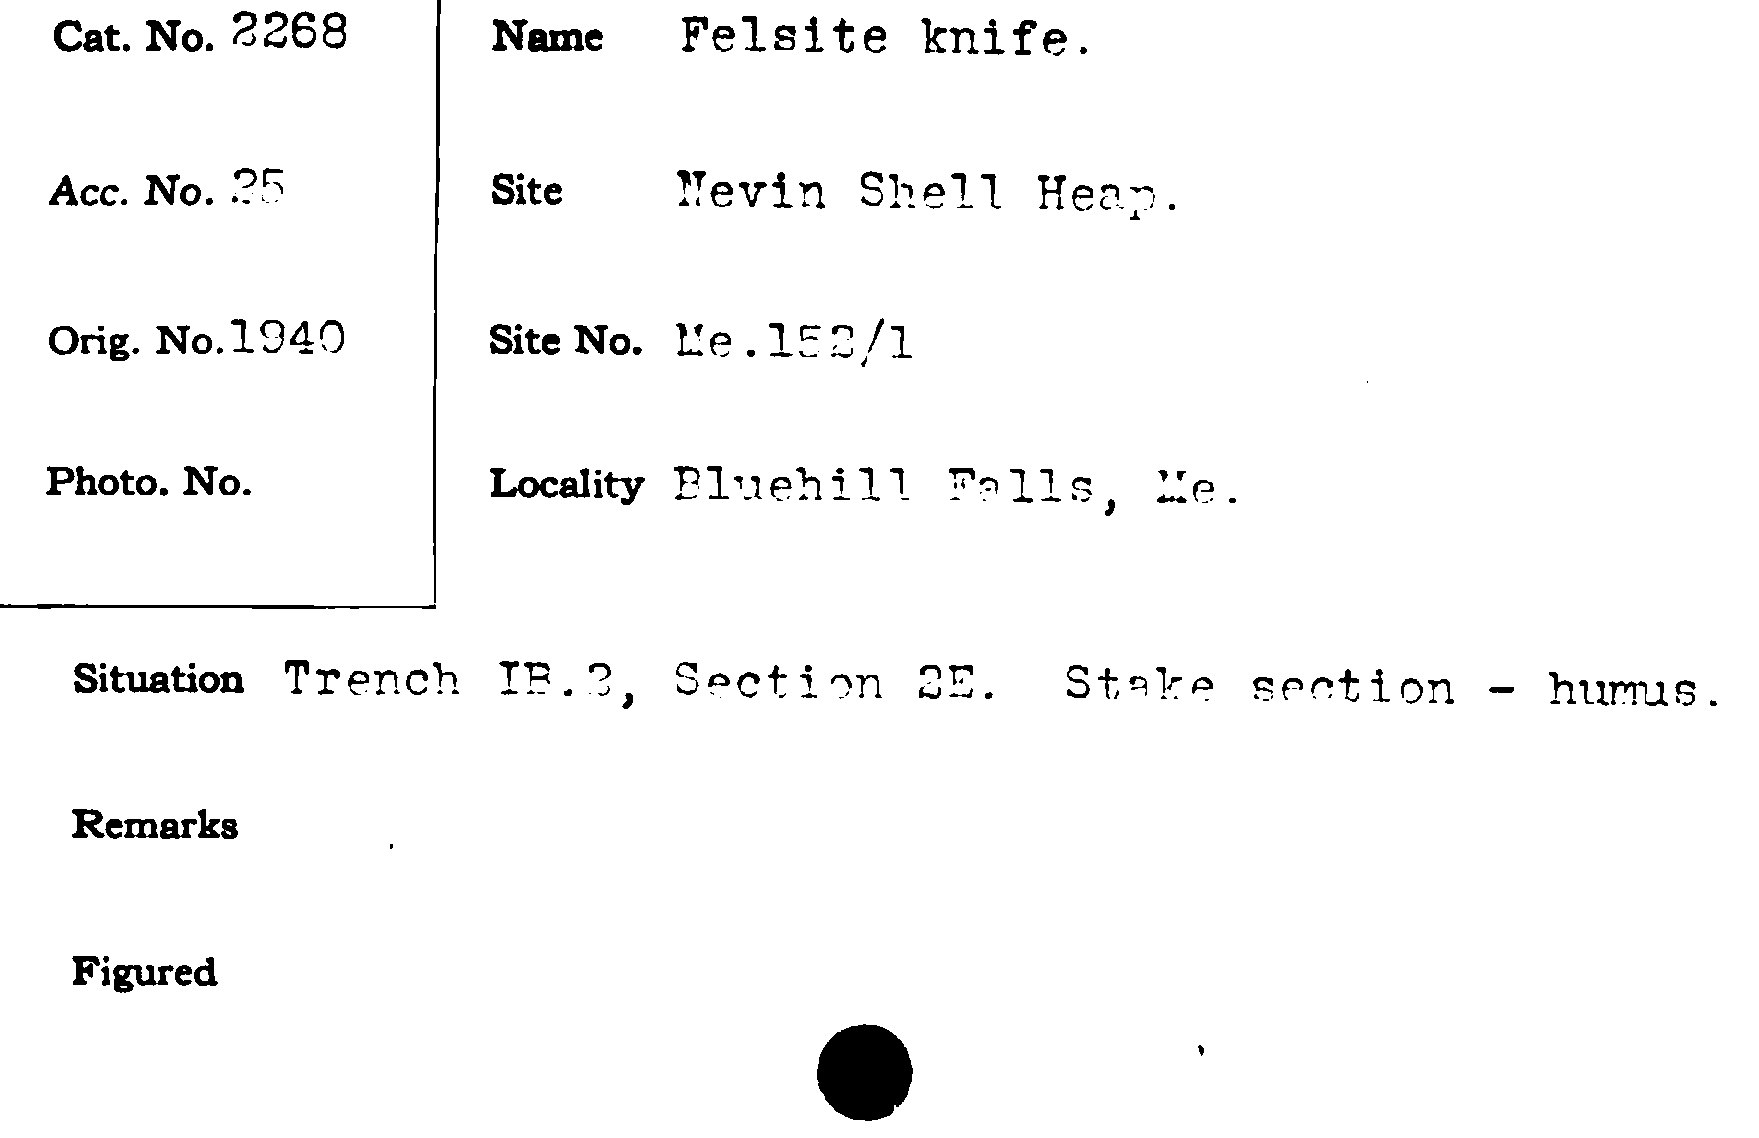 Cat. No. 2268
Name Felsite knife.
Acc. No. 25
Site Nevin Shell Heap.
Orig. No. 1940
Site No. Me.152/1
Photo. No.
Locality Bluehill Falls, Me.
Situation Trench IB.2, Section 2E. Stake section - humus.
Remarks
Figured